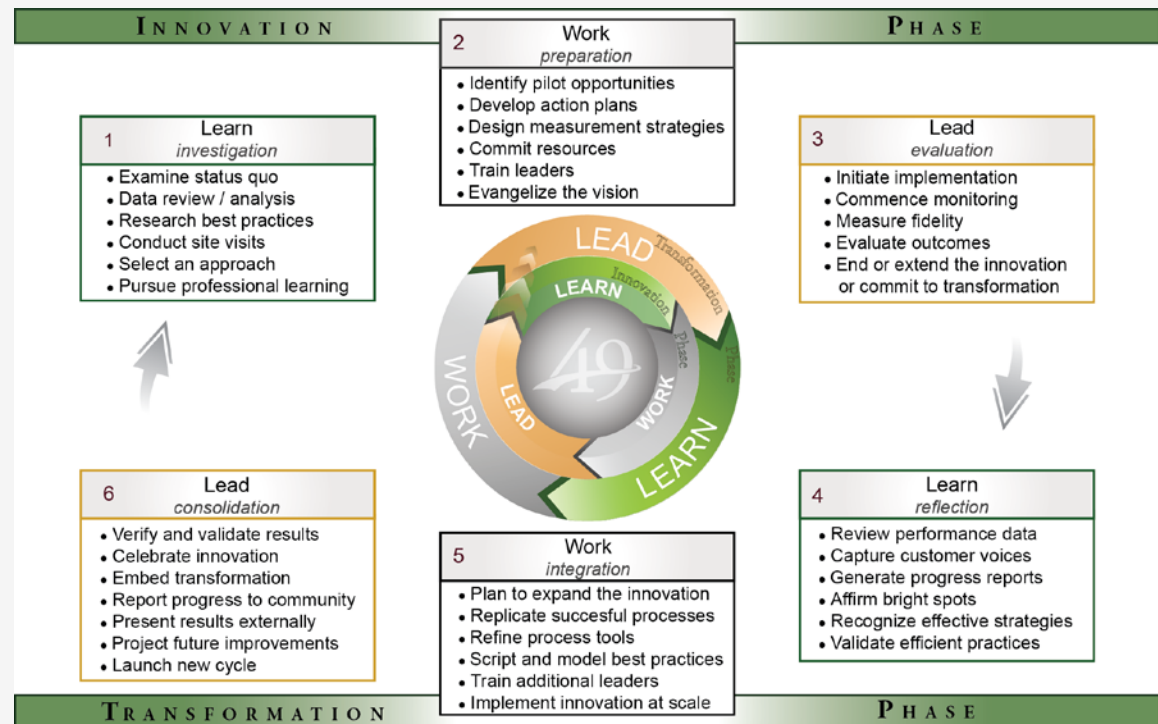 INNOVATION PHASE
1 Learn
investigation
• Examine status quo
• Data review / analysis
• Research best practices
• Conduct site visits
• Select an approach
• Pursue professional learning
2 Work
preparation
• Identify pilot opportunities
• Develop action plans
• Design measurement strategies
• Commit resources
• Train leaders
• Evangelize the vision
3 Lead
evaluation
• Initiate implementation
• Commence monitoring
• Measure fidelity
• Evaluate outcomes
• End or extend the innovation
or commit to transformation
LEAD
Transformation
Phase
LEARN
WORK
LEARN
Innovation
Phase
WORK
LEAD
49
4 Learn
reflection
• Review performance data
• Capture customer voices
• Generate progress reports
• Affirm bright spots
• Recognize effective strategies
• Validate efficient practices
5 Work
integration
• Plan to expand the innovation
• Replicate succesful processes
• Refine process tools
• Script and model best practices
• Train additional leaders
• Implement innovation at scale
6 Lead
consolidation
• Verify and validate results
• Celebrate innovation
• Embed transformation
• Report progress to community
• Present results externally
• Project future improvements
• Launch new cycle
TRANSFORMATION PHASE